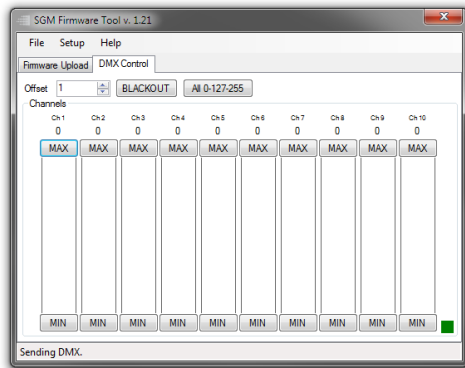 SGM Firmware Tool v. 1.21
File Setup Help
Firmware Upload DMX Control
Offset 1 BLACKOUT All 0-127-255
Channels
Ch 1 Ch 2 Ch 3 Ch 4 Ch 5 Ch 6 Ch 7 Ch 8 Ch 9 Ch 10
0 0 0 0 0 0 0 0 0 0
MAX MAX MAX MAX MAX MAX MAX MAX MAX MAX
MIN MIN MIN MIN MIN MIN MIN MIN MIN MIN
Sending DMX.